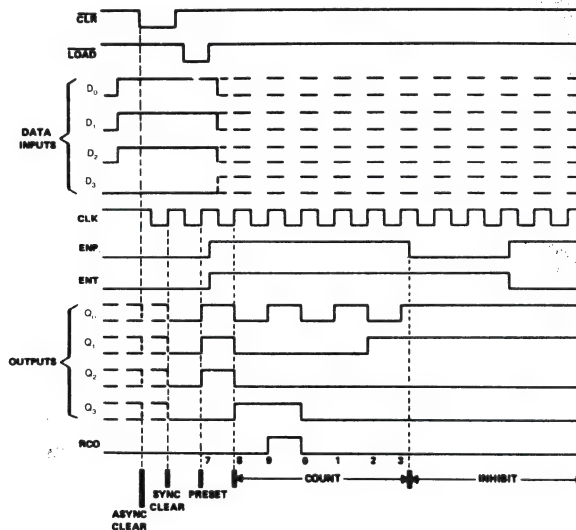 CLR
LOAD
DATA INPUTS
D0
D1
D2
D3
CLK
ENP
ENT
OUTPUTS
Q
Q1
Q2
Q3
RCO
7 8 9 0 1 2 3
SYNC CLEAR
PRESET
COUNT
INHIBIT
ASYNC CLEAR